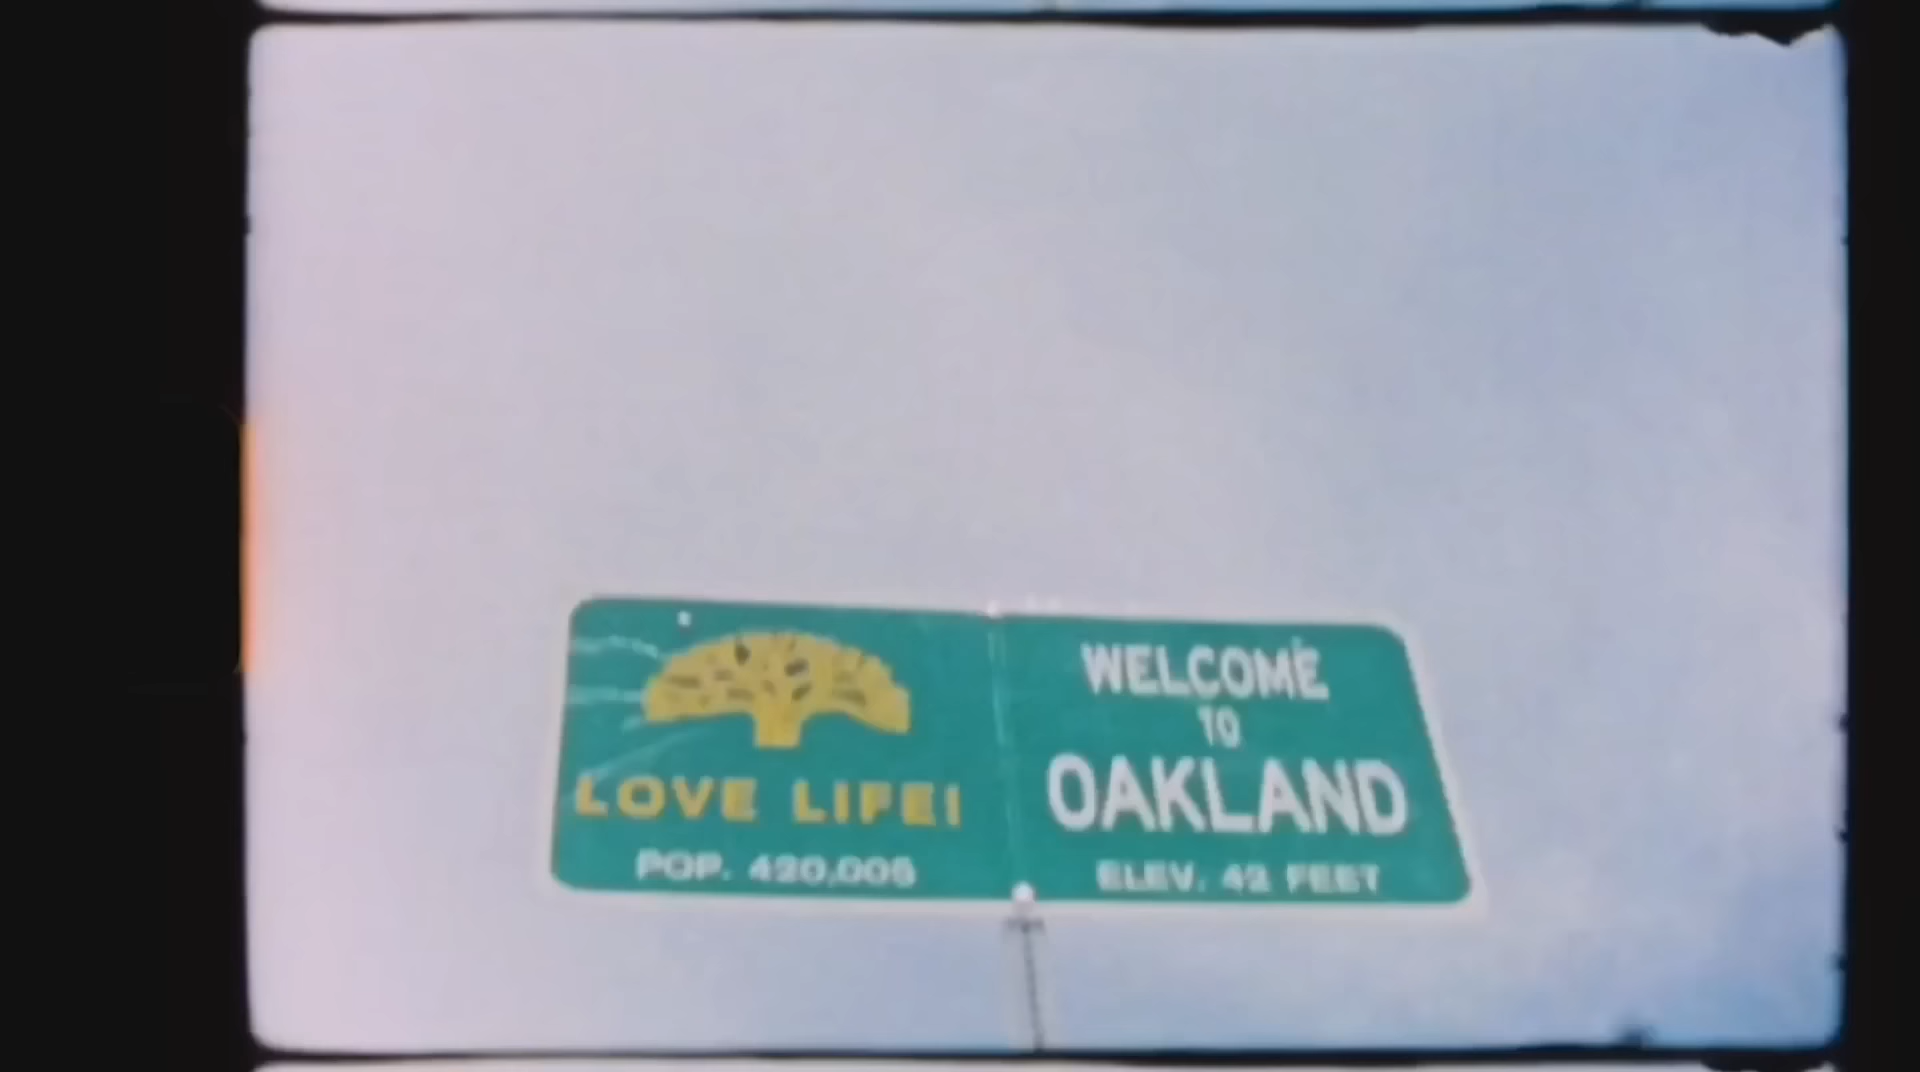 LOVE LIFE!
POP. 420,005
WELCOME
TO
OAKLAND
ELEV. 42 FEET